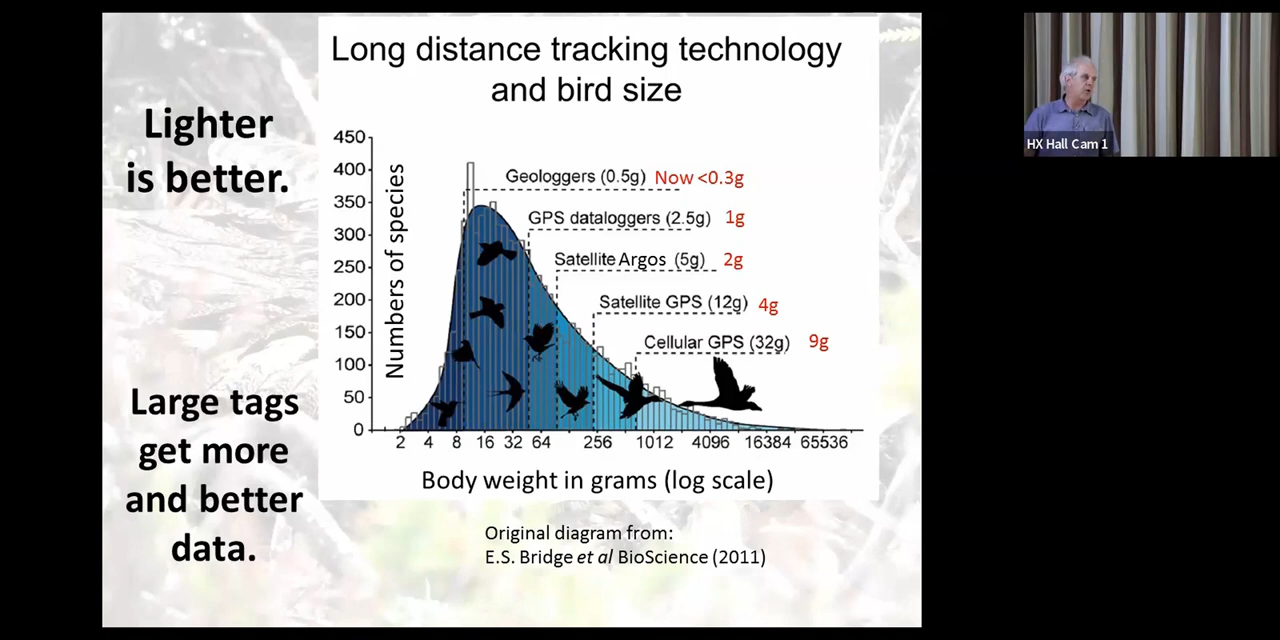 Long distance tracking technology
and bird size
Lighter
is better.
Large tags
get more
and better
data.
Numbers of species
450
400
350
300
250
200
150
100
50
0
Geologgers (0.5g) Now <0.3g
GPS dataloggers (2.5g) 1g
Satellite Argos (5g) 2g
Satellite GPS (12g) 4g
Cellular GPS (32g) 9g
2 4 8 16 32 64 256 1012 4096 16384 65536
Body weight in grams (log scale)
Original diagram from:
E.S. Bridge et al BioScience (2011)
HX Hall Cam 1